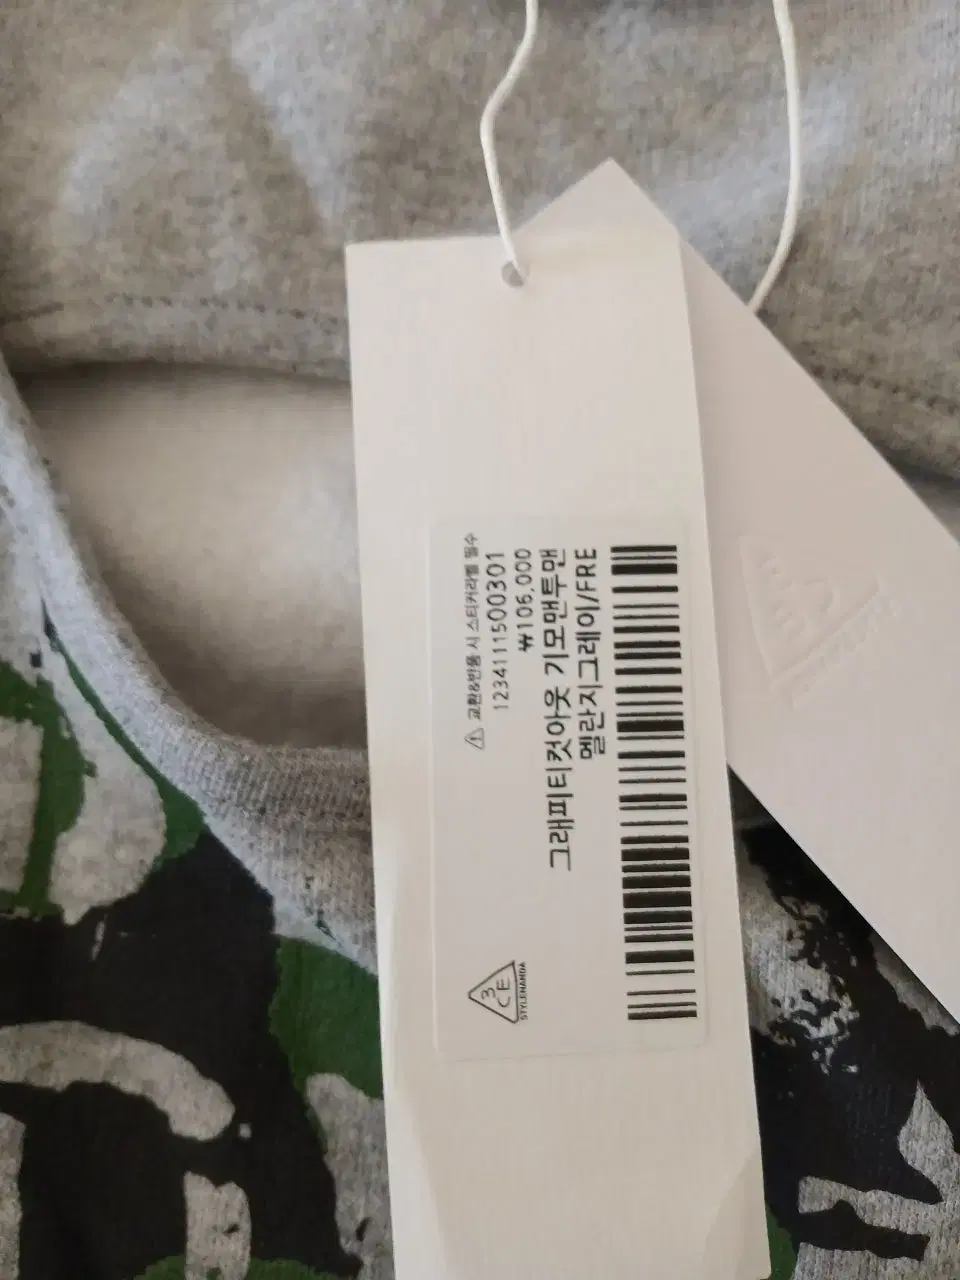 ⚠ 교환&반품 시 스티커라벨 필수
1234111500301
₩106,000
그래피티컷아웃 기모맨투맨
멜란지그레이/FRE
3CE
STYLENANDA